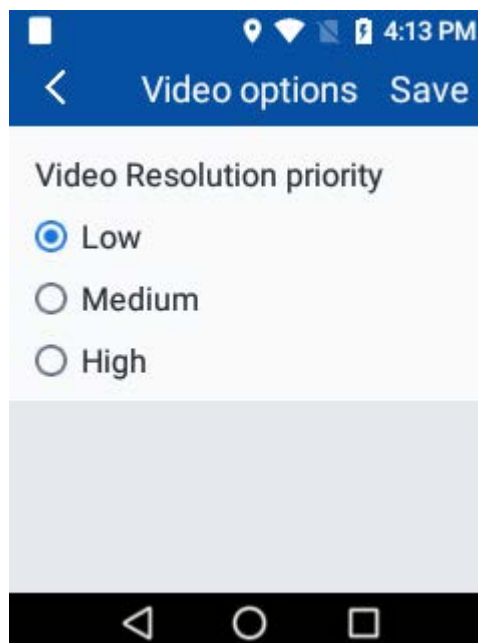 4:13 PM
Video options Save
Video Resolution priority
Low
Medium
High